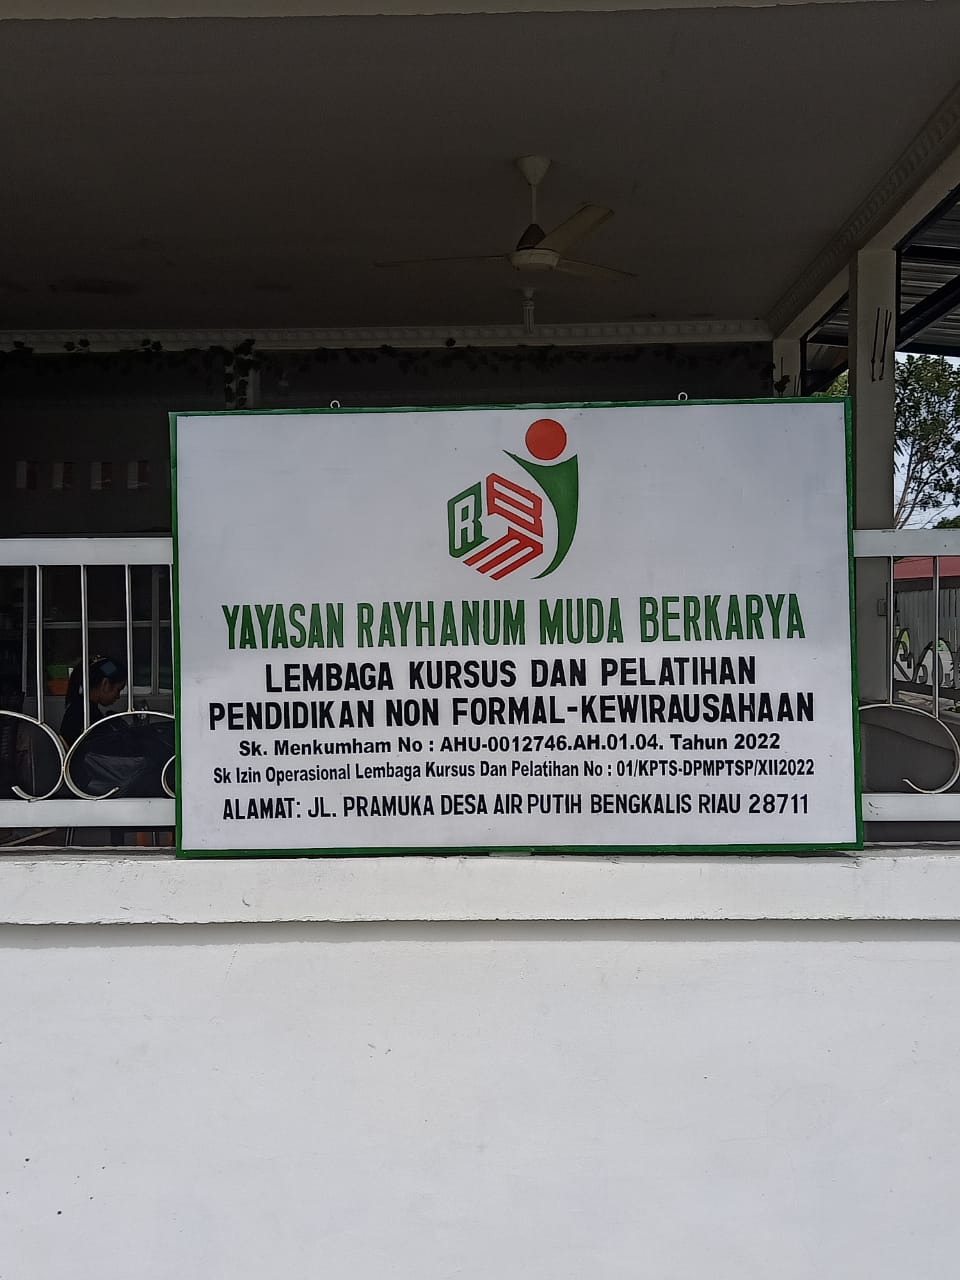 RBM
YAYASAN RAYHANUM MUDA BERKARYA
LEMBAGA KURSUS DAN PELATIHAN
PENDIDIKAN NON FORMAL-KEWIRAUSAHAAN
Sk. Menkumham No : AHU-0012746.AH.01.04. Tahun 2022
Sk Izin Operasional Lembaga Kursus Dan Pelatihan No : 01/KPTS-DPMPTSP/XII2022
ALAMAT: JL. PRAMUKA DESA AIR PUTIH BENGKALIS RIAU 28711